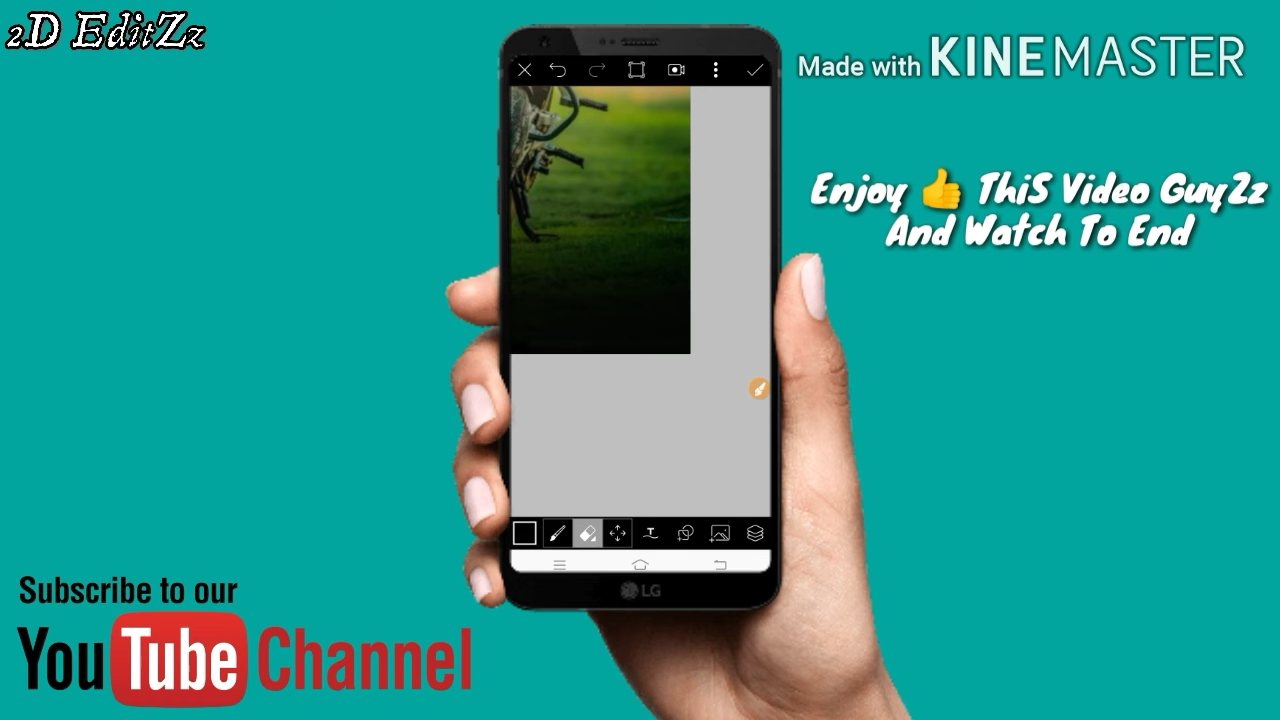 2D EditZz
Made with KINEMASTER
Enjoy 👍 ThiS Video GuyZz
And Watch To End
T
LG
Subscribe to our
YouTube Channel